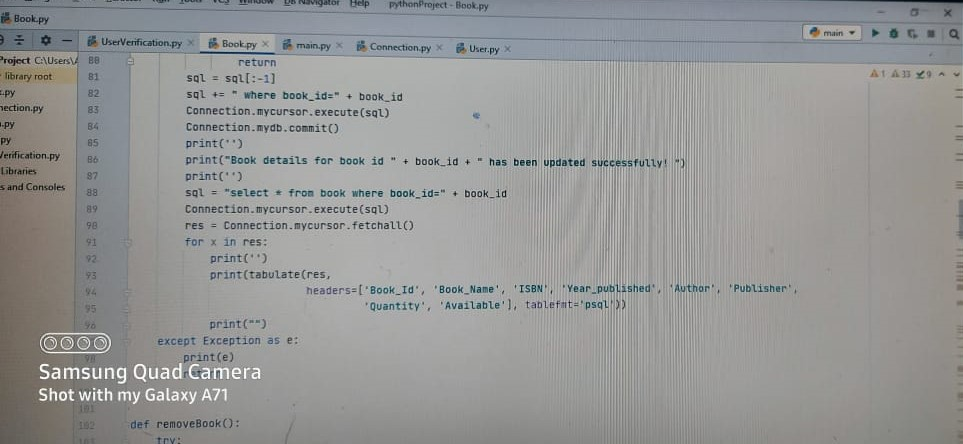 Window DB Navigator Help pythonProject - Book.py
Book.py
main
UserVerification.py Book.py main.py Connection.py User.py
Project C:\Users\
library root
.py
nection.py
.py
py
Verification.py
Libraries
s and Consoles
1 33 9
80 return
81 sql = sql[:-1]
82 sql += " where book_id=" + book_id
83 Connection.mycursor.execute(sql)
84 Connection.mydb.commit()
85 print('')
86 print("Book details for book id " + book_id + " has been updated successfully! ")
87 print('')
88 sql = "select * from book where book_id=" + book_id
89 Connection.mycursor.execute(sql)
90 res = Connection.mycursor.fetchall()
91 for x in res:
92 print('')
93 print(tabulate(res,
94 headers=['Book_Id', 'Book_Name', 'ISBN', 'Year_published', 'Author', 'Publisher',
95 'Quantity', 'Available'], tablefmt='psql'))
96 print("")
except Exception as e:
98 print(e)
Samsung Quad Camera
Shot with my Galaxy A71
101
102 def removeBook():
103 try: